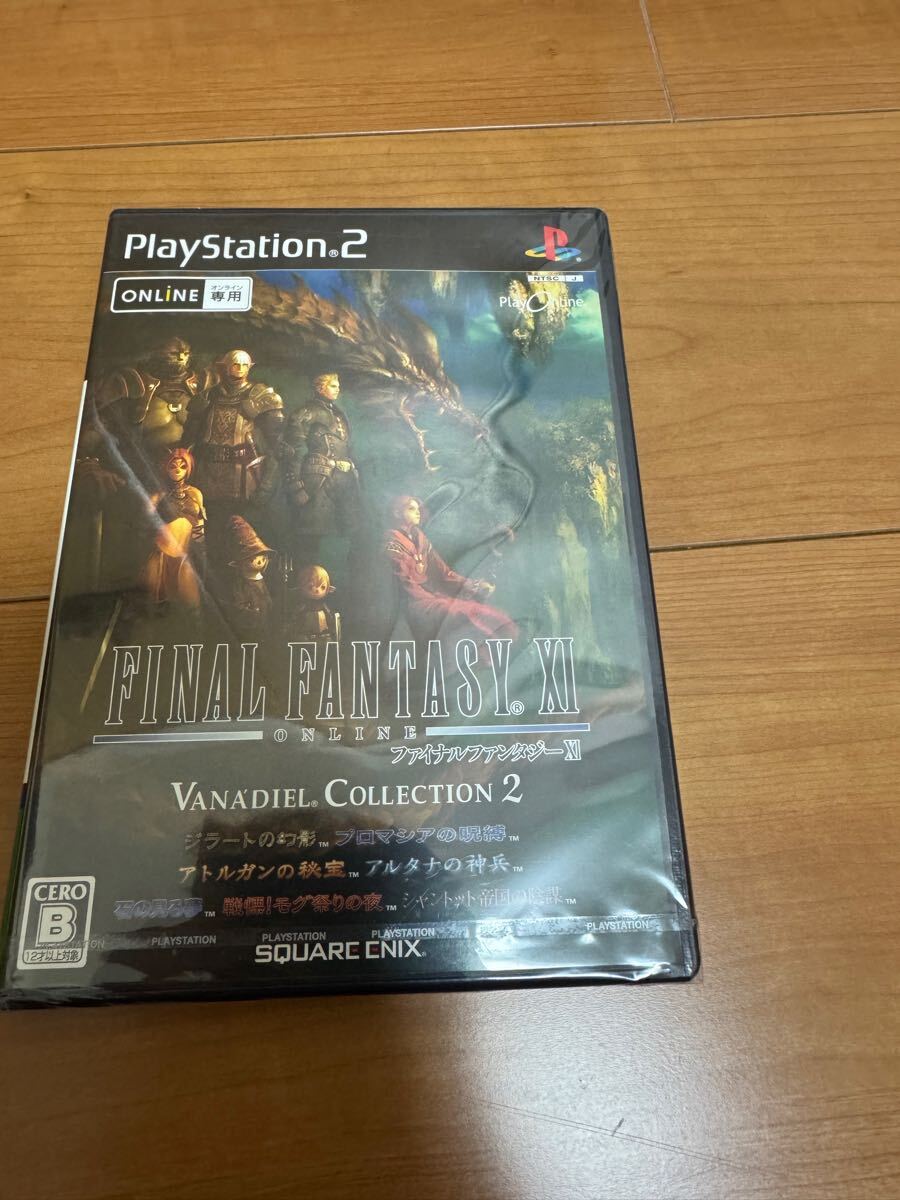 PlayStation®2
NTSC J
ONLiNE オンライン 専用
PlayOnline
FINAL FANTASY® XI
ONLINE
ファイナルファンタジーXI
VANA'DIEL® COLLECTION 2
ジラートの幻影™ プロマシアの呪縛™
アトルガンの秘宝™ アルタナの神兵™
石の見る夢™ 戦慄!モグ祭りの夜™ シャントット帝国の陰謀™
CERO
B
12才以上対象
PLAYSTATION PLAYSTATION PLAYSTATION PLAYSTATION PLAYSTATION
SQUARE ENIX®